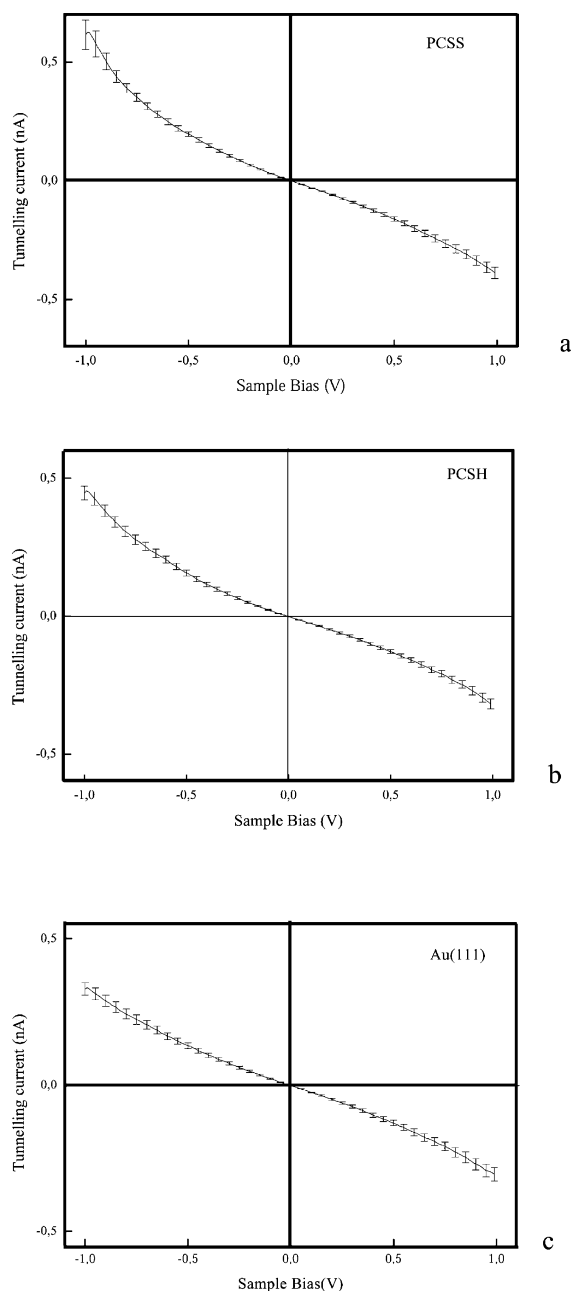 PCSS
Tunnelling current (nA)
0,5
0,0
-0,5
-1,0 -0,5 0,0 0,5 1,0
Sample Bias (V)
a
PCSH
Tunnelling current (nA)
0,5
0,0
-0,5
-1,0 -0,5 0,0 0,5 1,0
Sample Bias (V)
b
Au(111)
Tunnelling current (nA)
0,5
0,0
-0,5
-1,0 -0,5 0,0 0,5 1,0
Sample Bias(V)
c